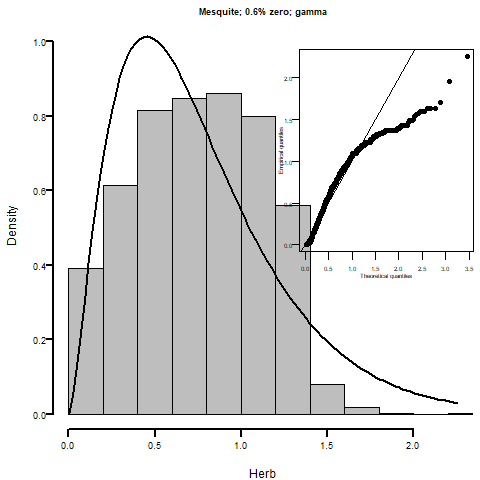 Mesquite; 0.6% zero; gamma
Density
1.0
0.8
0.6
0.4
0.2
0.0
0.0 0.5 1.0 1.5 2.0
Herb
Empirical quantiles
2.0
1.5
1.0
0.5
0.0
0.0 0.5 1.0 1.5 2.0 2.5 3.0 3.5
Theoretical quantiles